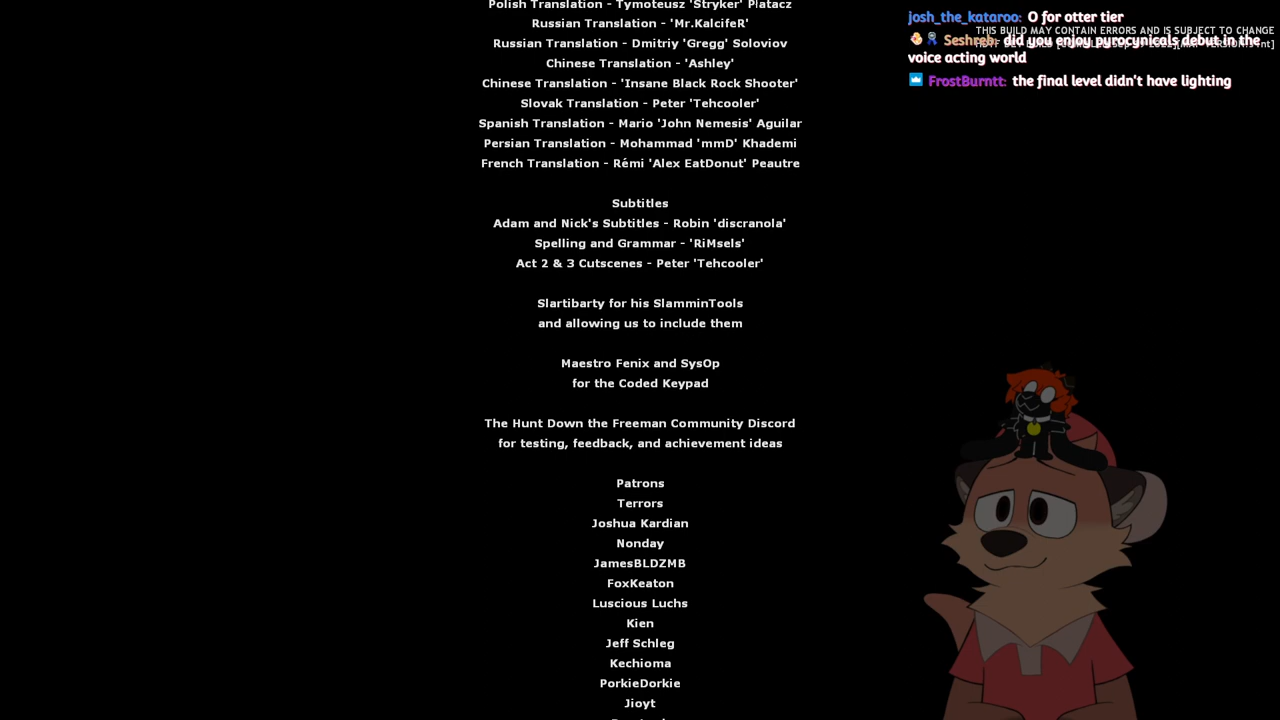 Polish Translation - Tymoteusz 'Stryker' Platacz
Russian Translation - 'Mr.KalcifeR'
Russian Translation - Dmitriy 'Gregg' Soloviov
Chinese Translation - 'Ashley'
Chinese Translation - 'Insane Black Rock Shooter'
Slovak Translation - Peter 'Tehcooler'
Spanish Translation - Mario 'John Nemesis' Aguilar
Persian Translation - Mohammad 'mmD' Khademi
French Translation - Rémi 'Alex EatDonut' Peautre
Subtitles
Adam and Nick's Subtitles - Robin 'discranola'
Spelling and Grammar - 'RiMsels'
Act 2 & 3 Cutscenes - Peter 'Tehcooler'
Slartibarty for his SlamminTools
and allowing us to include them
Maestro Fenix and SysOp
for the Coded Keypad
The Hunt Down the Freeman Community Discord
for testing, feedback, and achievement ideas
Patrons
Terrors
Joshua Kardian
Nonday
JamesBLDZMB
FoxKeaton
Luscious Luchs
Kien
Jeff Schleg
Kechioma
PorkieDorkie
Jioyt
josh_the_kataroo: O for otter tier
THIS BUILD MAY CONTAIN ERRORS AND IS SUBJECT TO CHANGE
Seshreb: did you enjoy pyrocynicals debut in the
voice acting world
FrostBurntt: the final level didn't have lighting